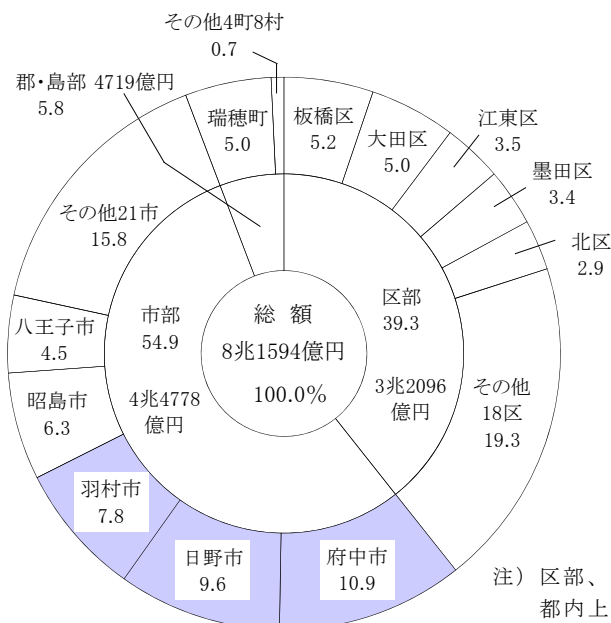 その他4町8村
0.7
郡・島部 4719億円
5.8
瑞穂町
5.0
板橋区
5.2
大田区
5.0
江東区
3.5
墨田区
3.4
北区
2.9
その他21市
15.8
市部
54.9
4兆4778
億円
総 額
8兆1594億円
100.0%
区部
39.3
3兆2096
億円
八王子市
4.5
昭島市
6.3
その他
18区
19.3
羽村市
7.8
日野市
9.6
府中市
10.9
注) 区部、
都内上